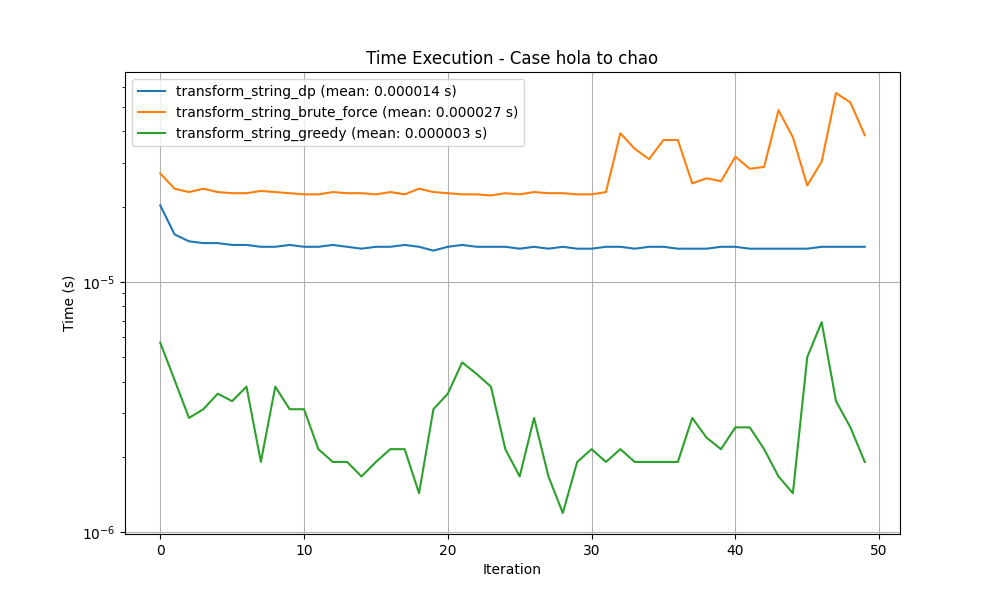 Time Execution - Case hola to chao
transform_string_dp (mean: 0.000014 s)
transform_string_brute_force (mean: 0.000027 s)
transform_string_greedy (mean: 0.000003 s)
Time (s)
10⁻⁵
10⁻⁶
0 10 20 30 40 50
Iteration